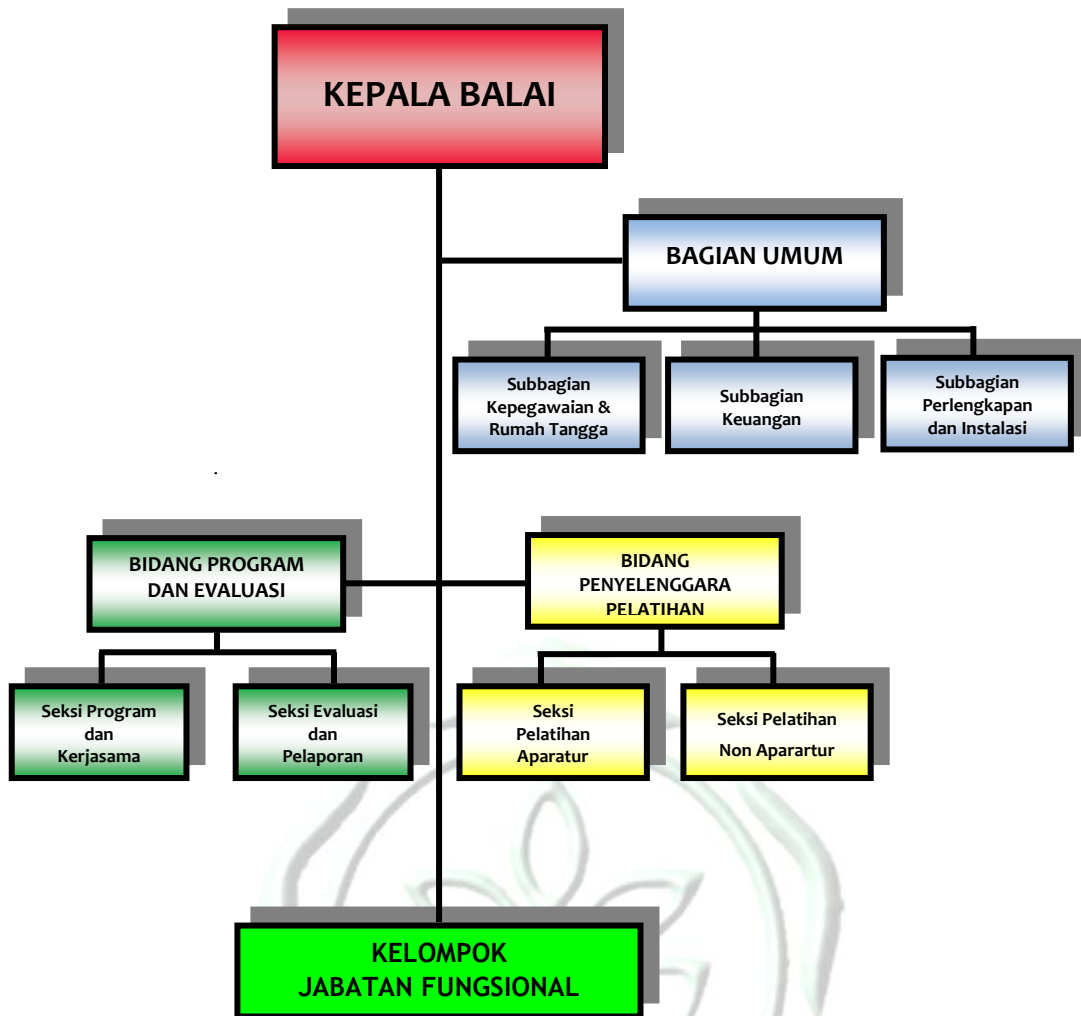 KEPALA BALAI
BAGIAN UMUM
Subbagian
Kepegawaian &
Rumah Tangga
Subbagian
Keuangan
Subbagian
Perlengkapan
dan Instalasi
.
BIDANG PROGRAM
DAN EVALUASI
BIDANG
PENYELENGGARA
PELATIHAN
Seksi Program
dan
Kerjasama
Seksi Evaluasi
dan
Pelaporan
Seksi
Pelatihan
Aparatur
Seksi Pelatihan
Non Aparartur
KELOMPOK
JABATAN FUNGSIONAL